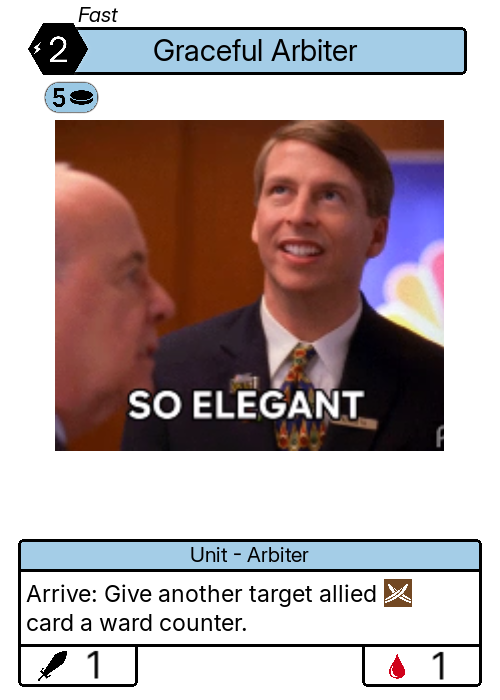 Fast
2
Graceful Arbiter
5
SO ELEGANT
Unit - Arbiter
Arrive: Give another target allied
card a ward counter.
1
1